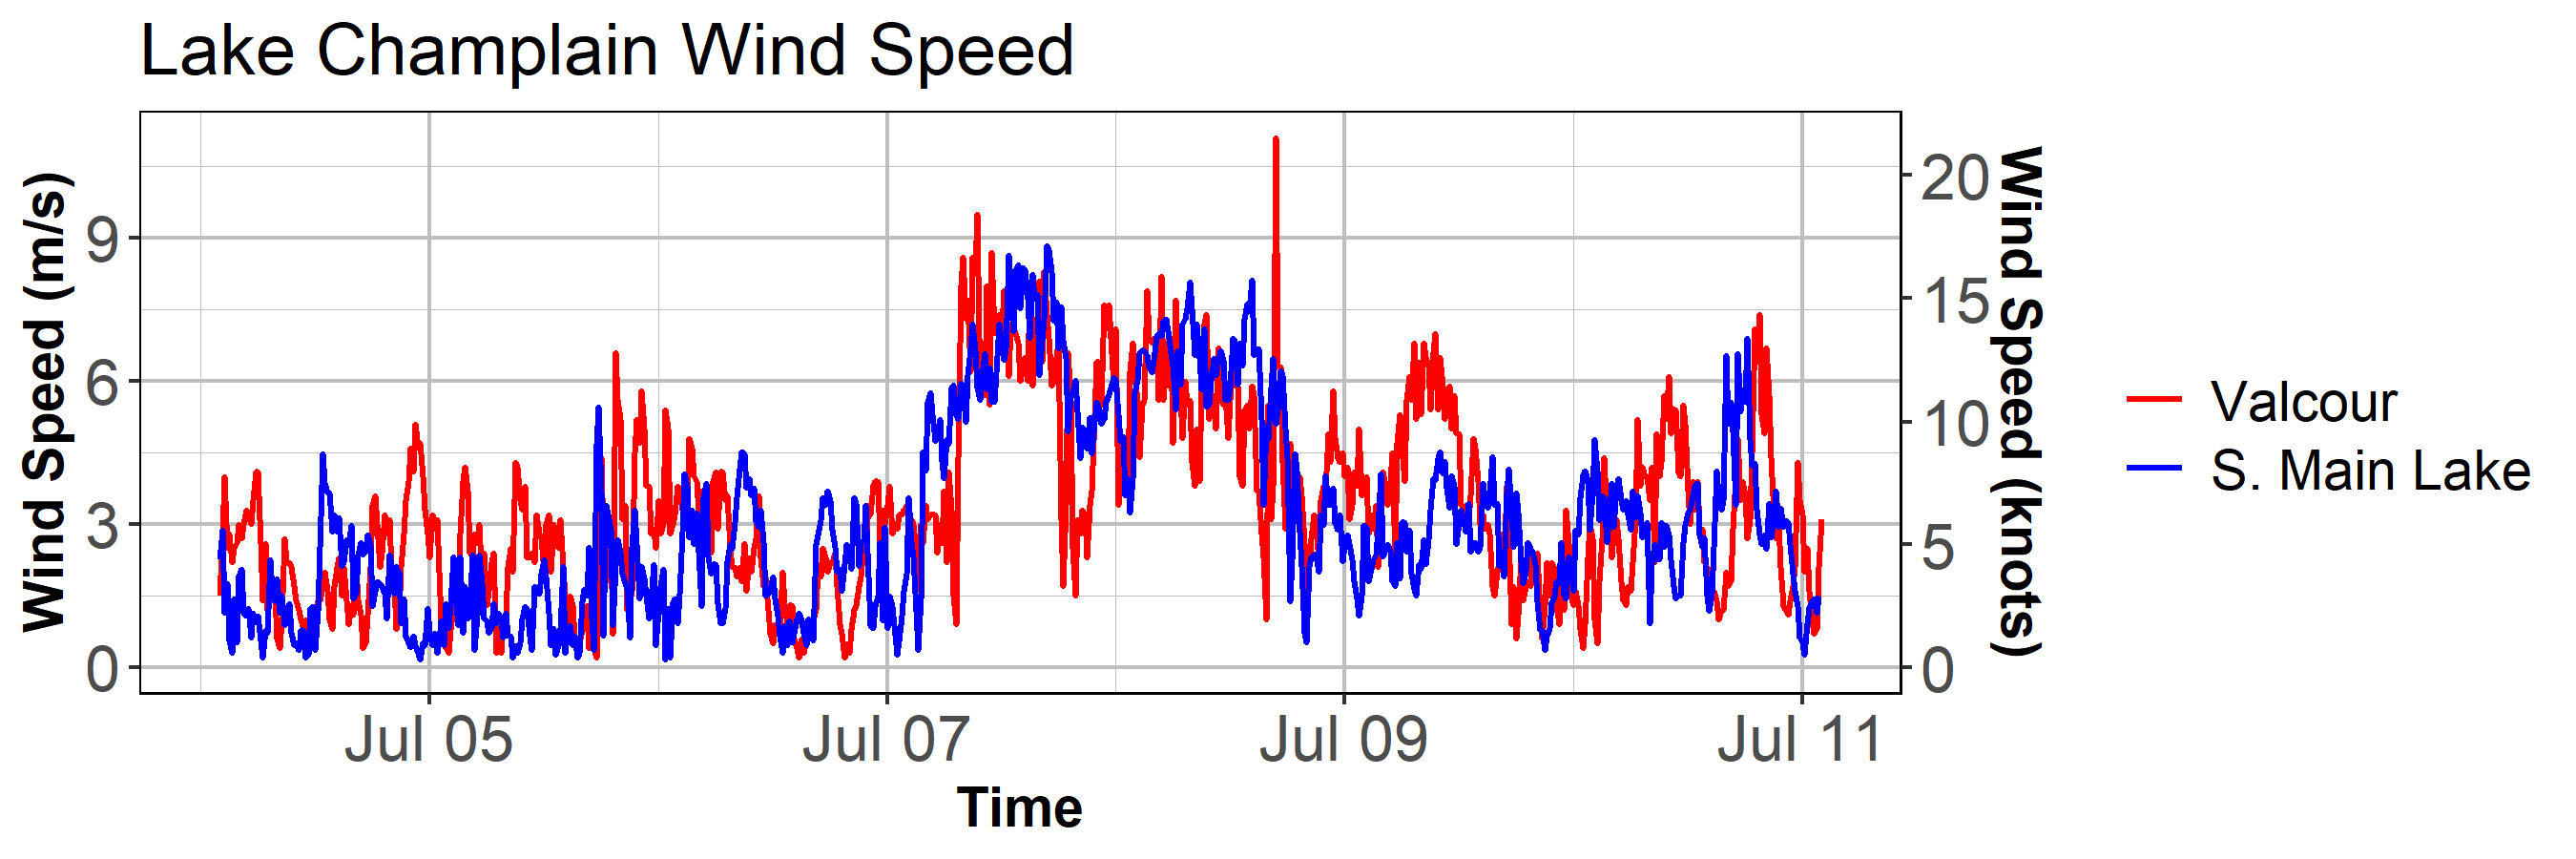 Lake Champlain Wind Speed
Wind Speed (m/s)
9
6
3
0
20
15
10
5
0
Wind Speed (knots)
Jul 05
Jul 07
Jul 09
Jul 11
Time
Valcour
S. Main Lake